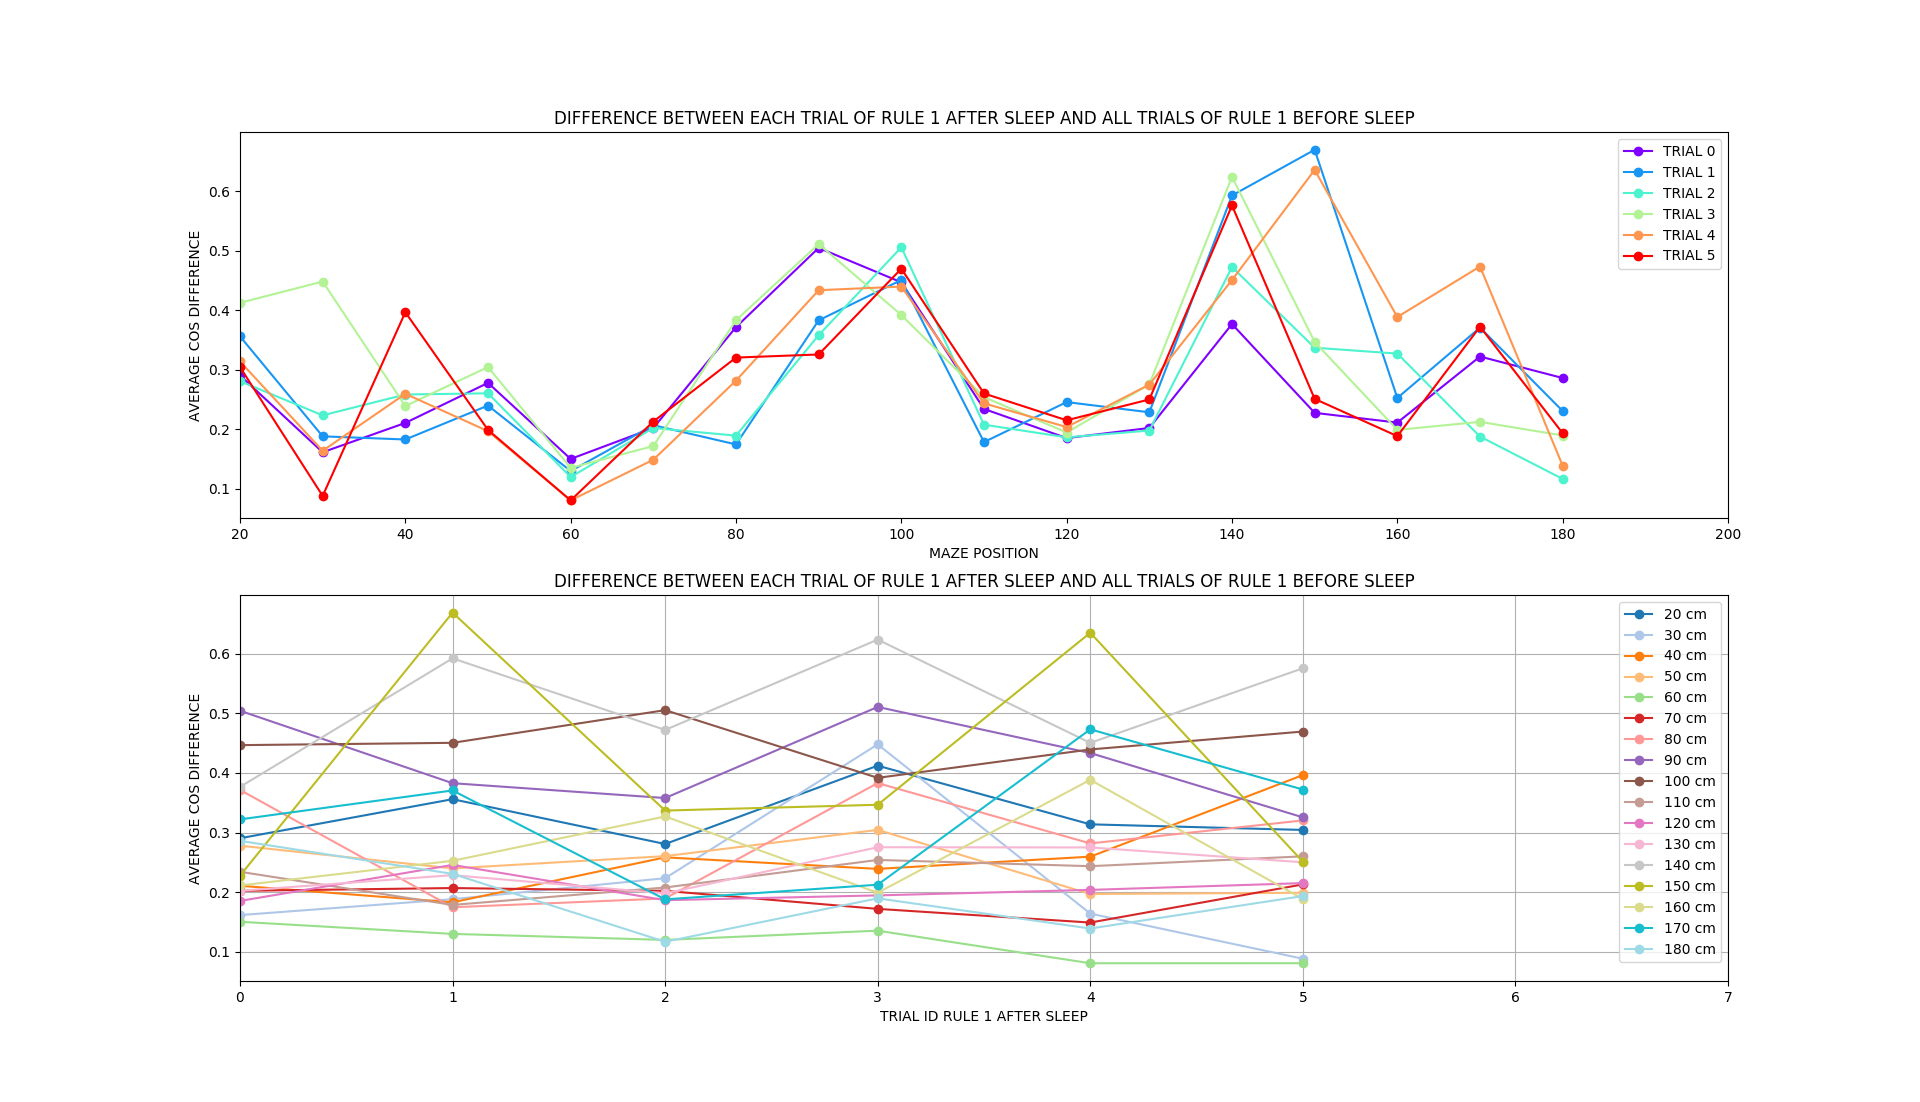 DIFFERENCE BETWEEN EACH TRIAL OF RULE 1 AFTER SLEEP AND ALL TRIALS OF RULE 1 BEFORE SLEEP
AVERAGE COS DIFFERENCE
0.6
0.5
0.4
0.3
0.2
0.1
TRIAL 0
TRIAL 1
TRIAL 2
TRIAL 3
TRIAL 4
TRIAL 5
20 40 60 80 100 120 140 160 180 200
MAZE POSITION
DIFFERENCE BETWEEN EACH TRIAL OF RULE 1 AFTER SLEEP AND ALL TRIALS OF RULE 1 BEFORE SLEEP
AVERAGE COS DIFFERENCE
0.6
0.5
0.4
0.3
0.2
0.1
20 cm
30 cm
40 cm
50 cm
60 cm
70 cm
80 cm
90 cm
100 cm
110 cm
120 cm
130 cm
140 cm
150 cm
160 cm
170 cm
180 cm
0 1 2 3 4 5 6 7
TRIAL ID RULE 1 AFTER SLEEP